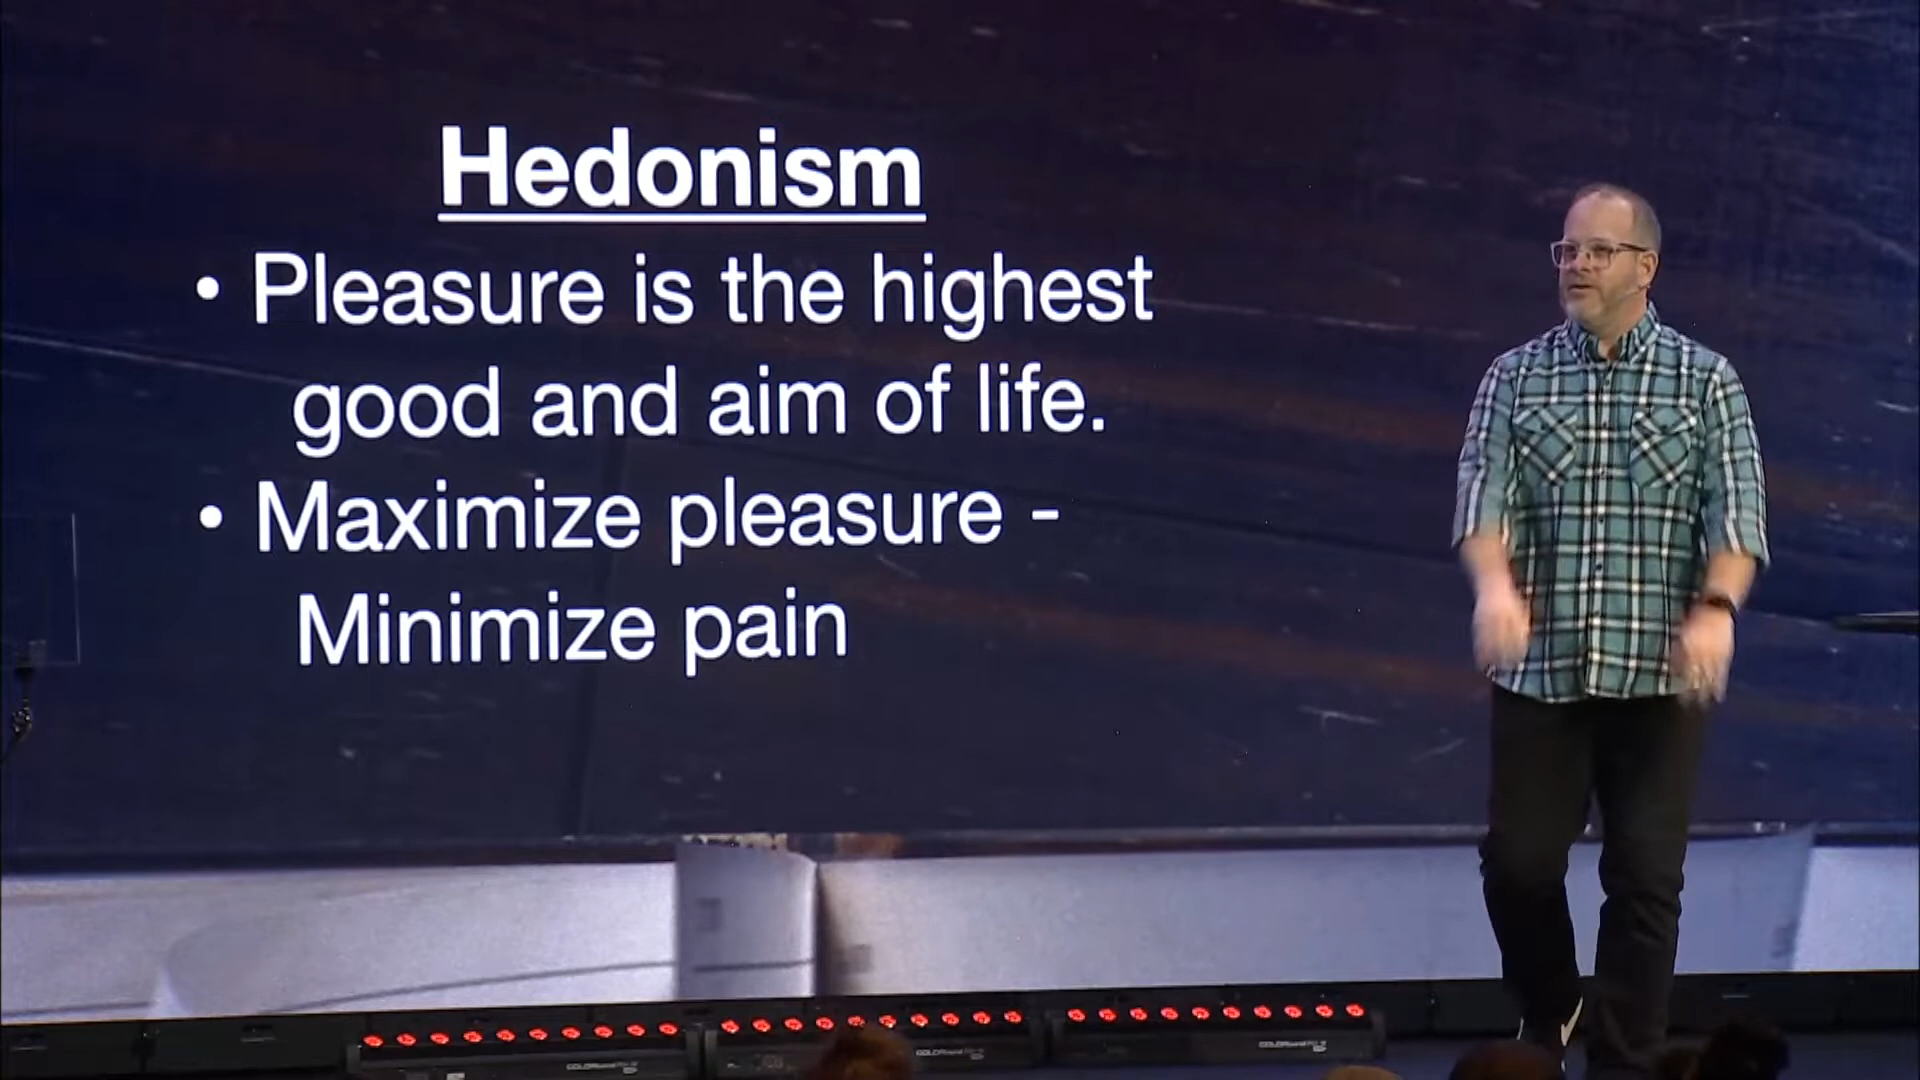 Hedonism
• Pleasure is the highest
good and aim of life.
• Maximize pleasure -
Minimize pain